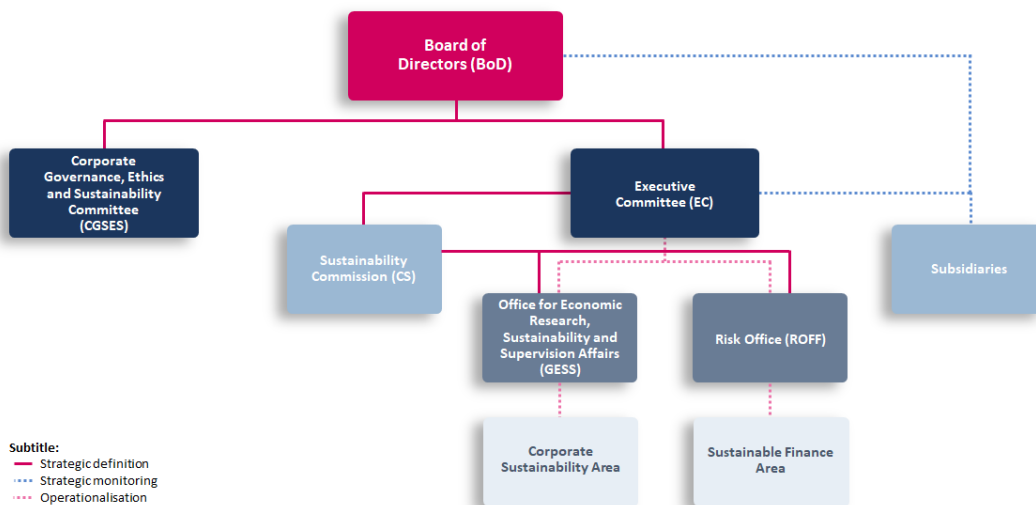 Board of
Directors (BoD)
Corporate
Governance, Ethics
and Sustainability
Committee
(CGSES)
Executive
Committee (EC)
Sustainability
Commission (CS)
Subsidiaries
Office for Economic
Research,
Sustainability and
Supervision Affairs
(GESS)
Risk Office (ROFF)
Corporate
Sustainability Area
Sustainable Finance
Area
Subtitle:
Strategic definition
Strategic monitoring
Operationalisation